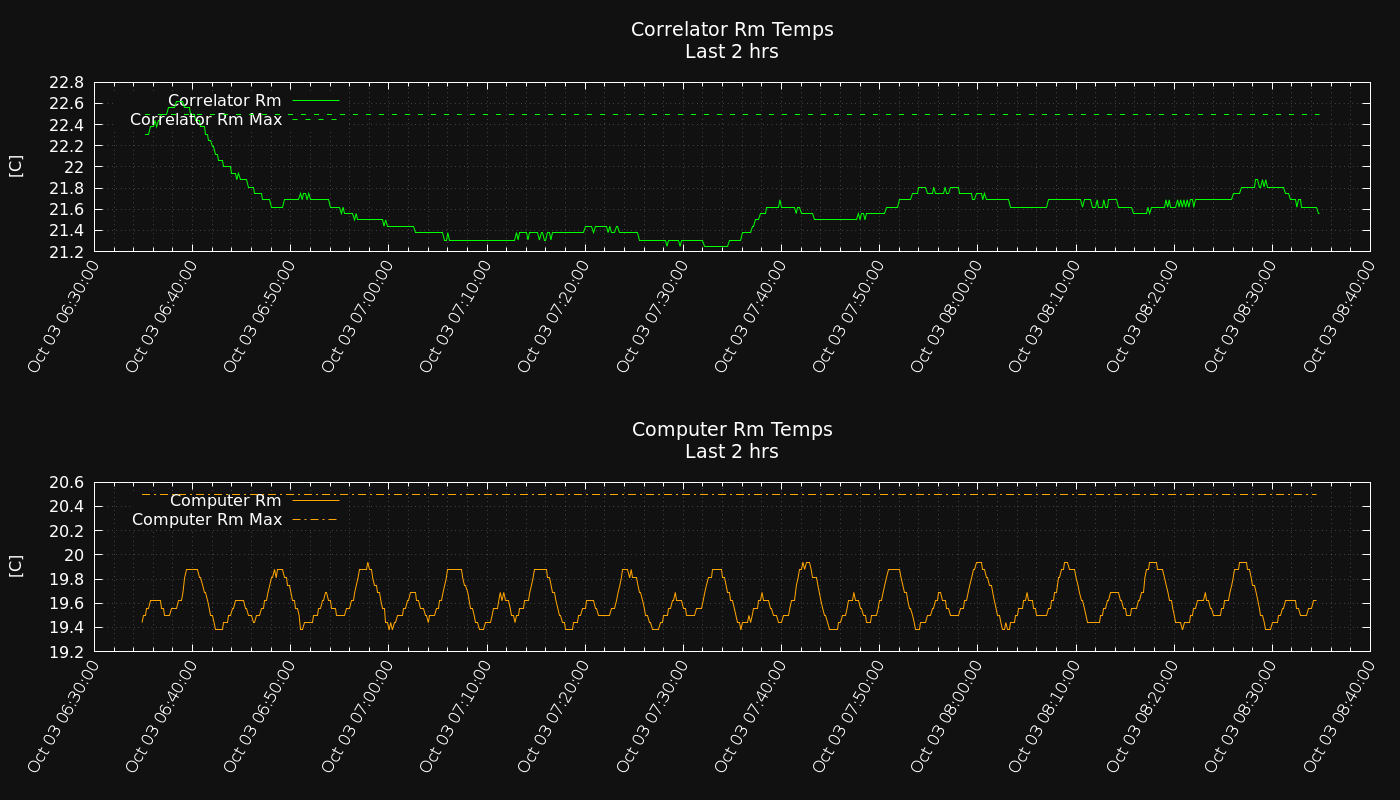 Correlator Rm Temps
Last 2 hrs
[C]
22.8
22.6
22.4
22.2
22
21.8
21.6
21.4
21.2
Correlator Rm
Correlator Rm Max
Oct 03 06:30:00
Oct 03 06:40:00
Oct 03 06:50:00
Oct 03 07:00:00
Oct 03 07:10:00
Oct 03 07:20:00
Oct 03 07:30:00
Oct 03 07:40:00
Oct 03 07:50:00
Oct 03 08:00:00
Oct 03 08:10:00
Oct 03 08:20:00
Oct 03 08:30:00
Oct 03 08:40:00
Computer Rm Temps
Last 2 hrs
[C]
20.6
20.4
20.2
20
19.8
19.6
19.4
19.2
Computer Rm
Computer Rm Max
Oct 03 06:30:00
Oct 03 06:40:00
Oct 03 06:50:00
Oct 03 07:00:00
Oct 03 07:10:00
Oct 03 07:20:00
Oct 03 07:30:00
Oct 03 07:40:00
Oct 03 07:50:00
Oct 03 08:00:00
Oct 03 08:10:00
Oct 03 08:20:00
Oct 03 08:30:00
Oct 03 08:40:00